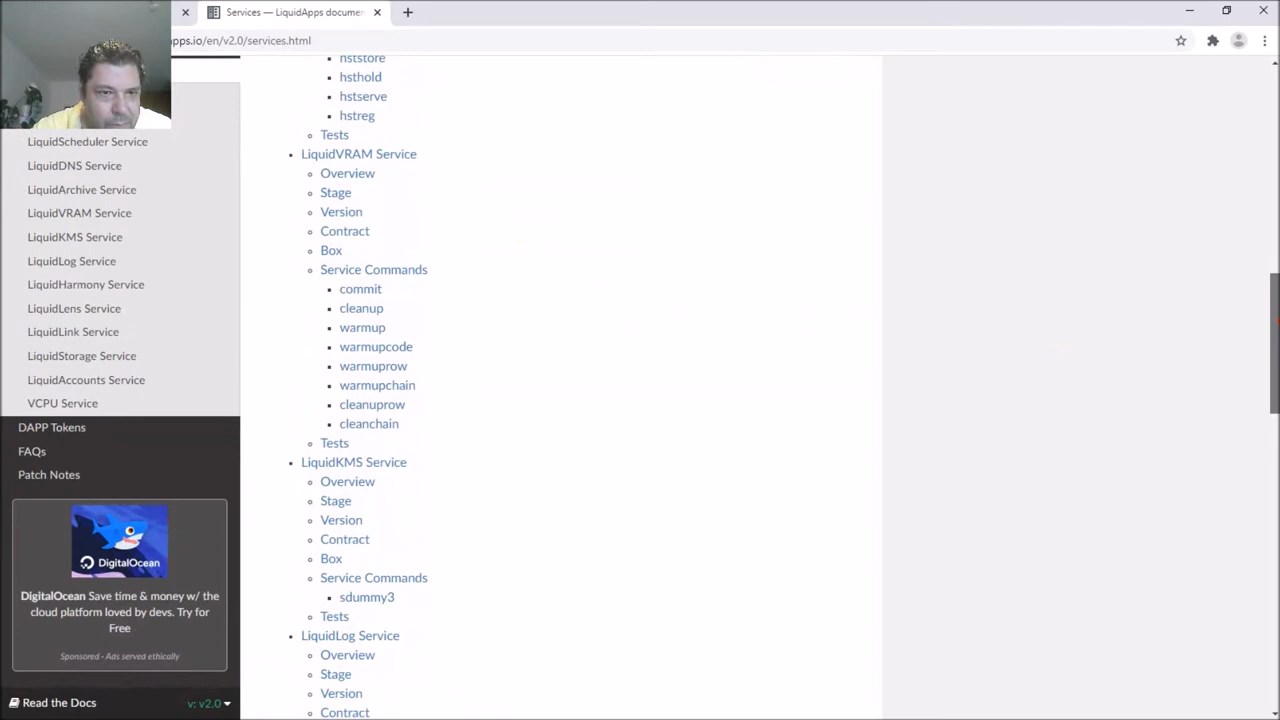 Services — LiquidApps documen
apps.io/en/v2.0/services.html
hststore
hsthold
hstserve
hstreg
Tests
LiquidVRAM Service
Overview
Stage
Version
Contract
Box
Service Commands
commit
cleanup
warmup
warmupcode
warmuprow
warmupchain
cleanuprow
cleanchain
Tests
LiquidKMS Service
Overview
Stage
Version
Contract
Box
Service Commands
sdummy3
Tests
LiquidLog Service
Overview
Stage
Version
Contract
LiquidScheduler Service
LiquidDNS Service
LiquidArchive Service
LiquidVRAM Service
LiquidKMS Service
LiquidLog Service
LiquidHarmony Service
LiquidLens Service
LiquidLink Service
LiquidStorage Service
LiquidAccounts Service
VCPU Service
DAPP Tokens
FAQs
Patch Notes
DigitalOcean
DigitalOcean Save time & money w/ the
cloud platform loved by devs. Try for
Free
Sponsored · Ads served ethically
Read the Docs
v: v2.0